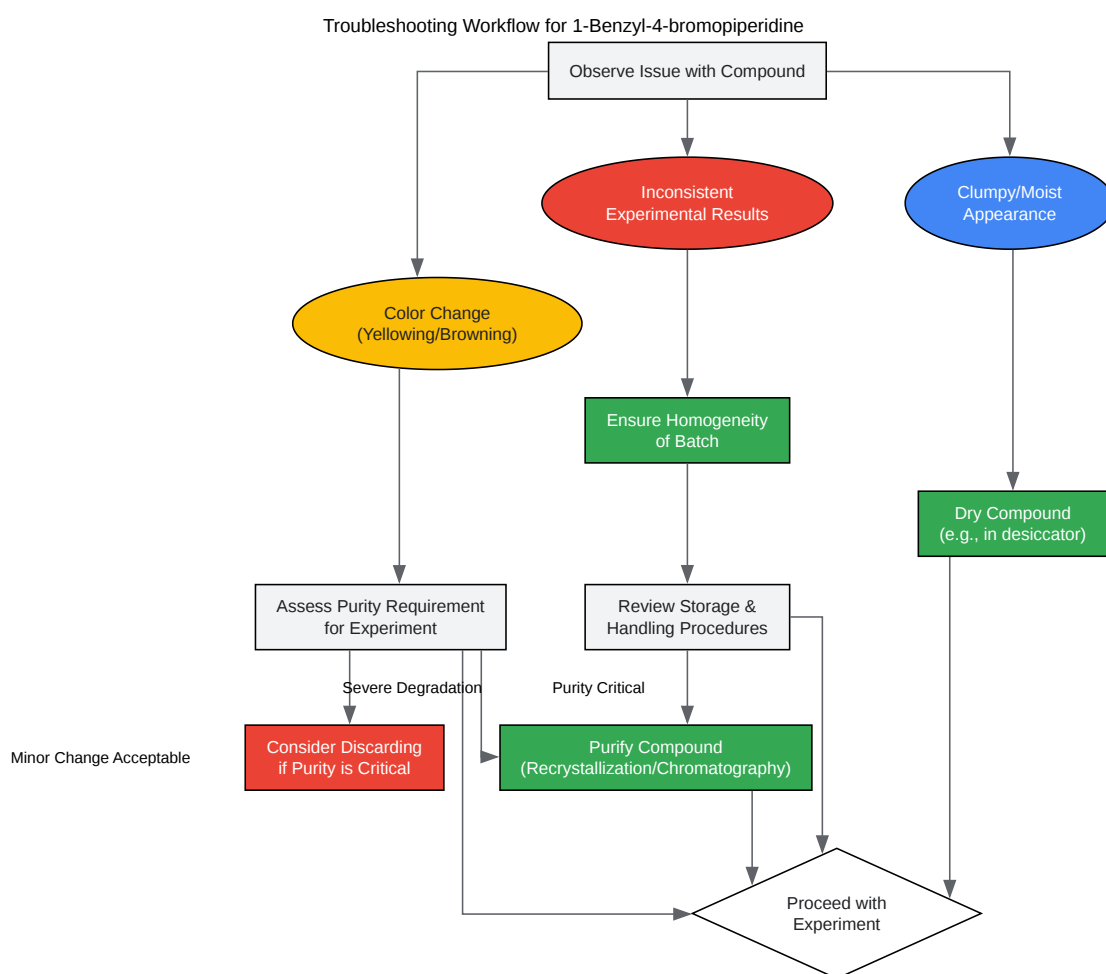 Troubleshooting Workflow for 1-Benzyl-4-bromopiperidine
Observe Issue with Compound
Inconsistent
Experimental Results
Clumpy/Moist
Appearance
Color Change
(Yellowing/Browning)
Ensure Homogeneity
of Batch
Dry Compound
(e.g., in desiccator)
Assess Purity Requirement
for Experiment
Review Storage &
Handling Procedures
Severe Degradation
Purity Critical
Minor Change Acceptable
Consider Discarding
if Purity is Critical
Purify Compound
(Recrystallization/Chromatography)
Proceed with
Experiment